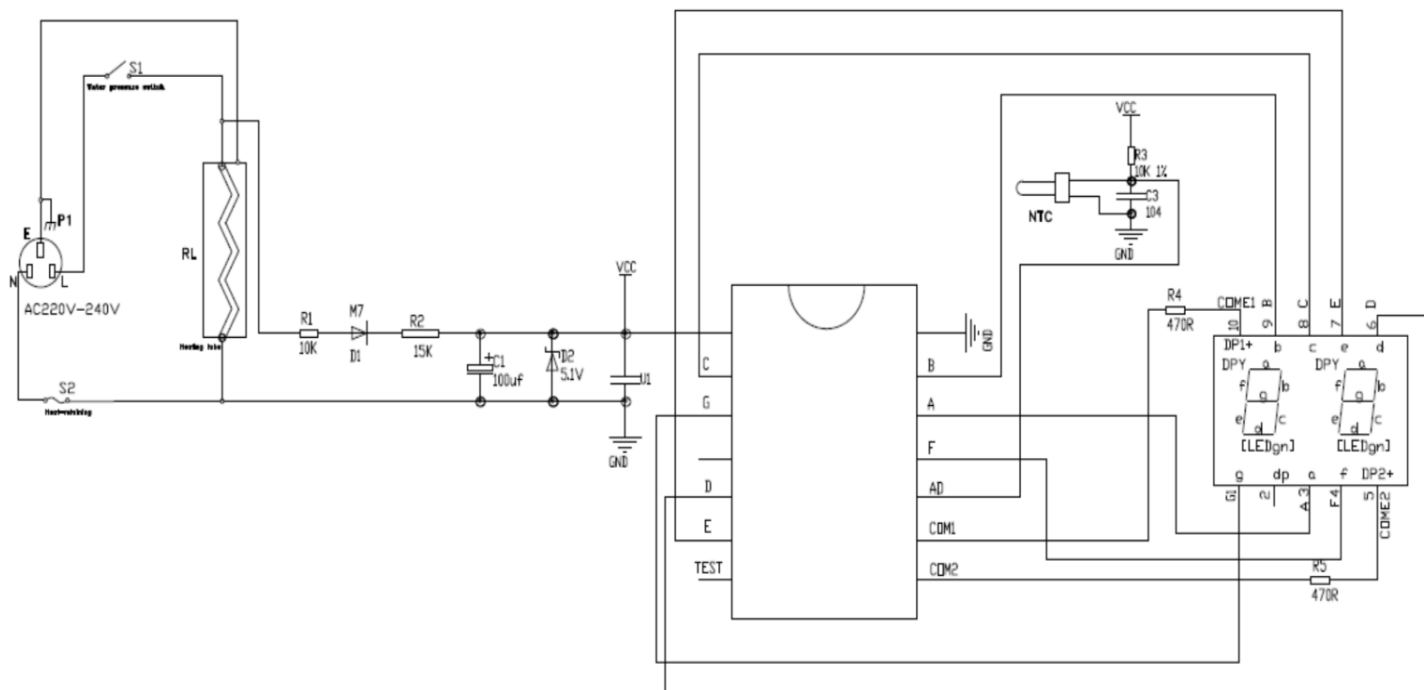 S1
Water pressure switch
P1
E
N
L
AC220V-240V
RL
Heating tube
S2
Heat-retaining
R1
10K
M7
D1
R2
15K
C1
100uf
D2
5.1V
VCC
U1
GND
C
G
D
E
TEST
GND
B
A
F
AD
COM1
COM2
VCC
R3
10K 1%
C3
104
NTC
GND
R4
470R
R5
470R
COME1
B
C
E
D
10
9
8
7
6
DP1+
b
c
e
d
DPY
a
f
b
g
e
c
d
[LEDgn]
DPY
a
f
b
g
e
c
d
[LEDgn]
g
dp
a
f
DP2+
G1
2
A3
F4
5
COME2